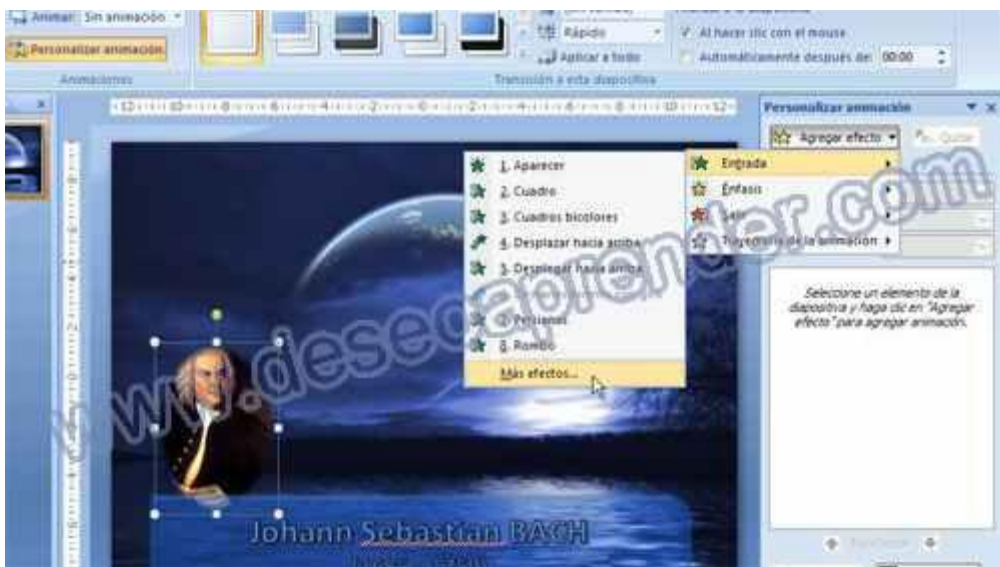 Animar: Sin animación
Personalizar animación
Animaciones
Rápido
Aplicar a todo
Transición a esta diapositiva
Al hacer clic con el mouse
Automáticamente después de: 00:00
Personalizar animación
Agregar efecto
Quitar
Entrada
Énfasis
Salir
Trayectoria de la animación
1. Aparecer
2. Cuadro
3. Cuadros bicolores
4. Desplazar hacia arriba
5. Desplegar hacia arriba
7. Persianas
8. Rombo
Más efectos...
Seleccione un elemento de la
diapositiva y haga clic en "Agregar
efecto" para agregar animación.
www.deseoaprender.com
Johann Sebastian BACH